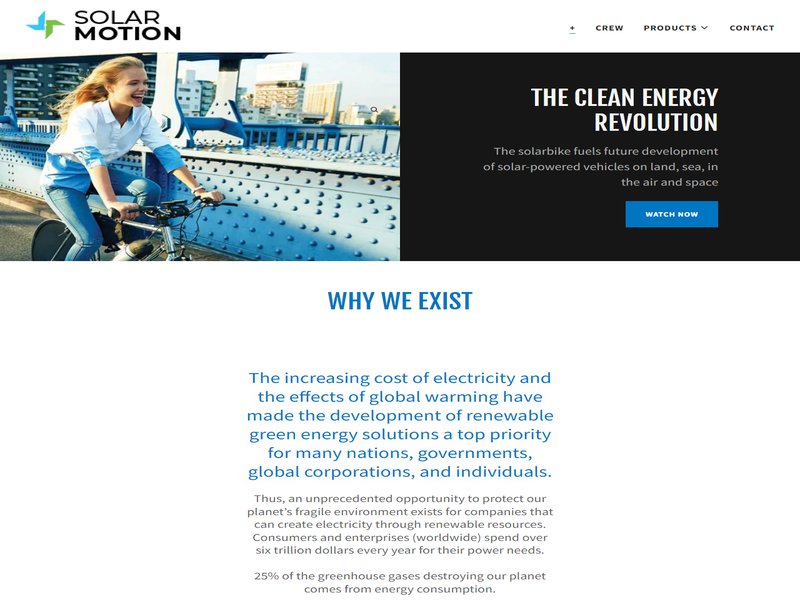 SOLAR
MOTION
+ CREW PRODUCTS CONTACT
THE CLEAN ENERGY
REVOLUTION
The solarbike fuels future development
of solar-powered vehicles on land, sea, in
the air and space
WATCH NOW
WHY WE EXIST
The increasing cost of electricity and
the effects of global warming have
made the development of renewable
green energy solutions a top priority
for many nations, governments,
global corporations, and individuals.
Thus, an unprecedented opportunity to protect our
planet's fragile environment exists for companies that
can create electricity through renewable resources.
Consumers and enterprises (worldwide) spend over
six trillion dollars every year for their power needs.
25% of the greenhouse gases destroying our planet
comes from energy consumption.